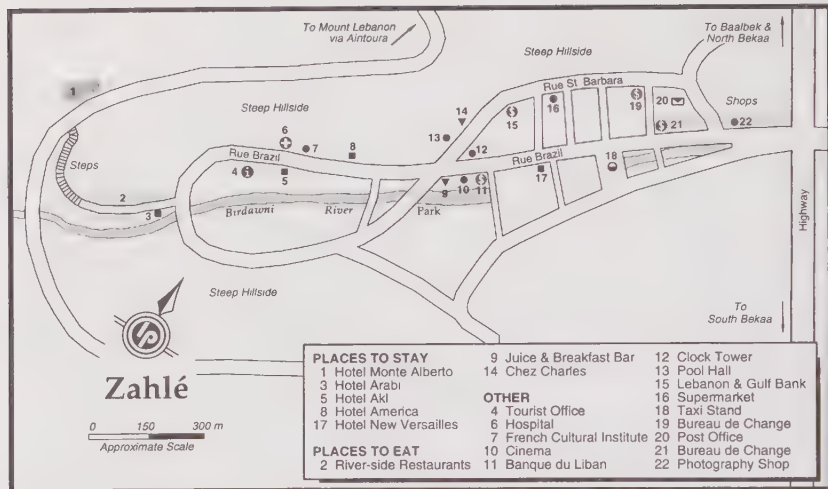 To Mount Lebanon
via Aintoura
Steep Hillside
To Baalbek &
North Bekaa
Rue St Barbara
1
Steep Hillside
14
13
15
16
19
20
Shops
21
22
6
7
8
12
Rue Brazil
Rue Brazil
18
Steps
4
5
9
10
11
17
2
3
Birdawni
River
Park
Highway
Steep Hillside
To
South Bekaa
Zahlé
0 150 300 m
Approximate Scale
PLACES TO STAY
1 Hotel Monte Alberto
3 Hotel Arabi
5 Hotel Akl
8 Hotel America
17 Hotel New Versailles
PLACES TO EAT
2 River-side Restaurants
9 Juice & Breakfast Bar
14 Chez Charles
OTHER
4 Tourist Office
6 Hospital
7 French Cultural Institute
10 Cinema
11 Banque du Liban
12 Clock Tower
13 Pool Hall
15 Lebanon & Gulf Bank
16 Supermarket
18 Taxi Stand
19 Bureau de Change
20 Post Office
21 Bureau de Change
22 Photography Shop